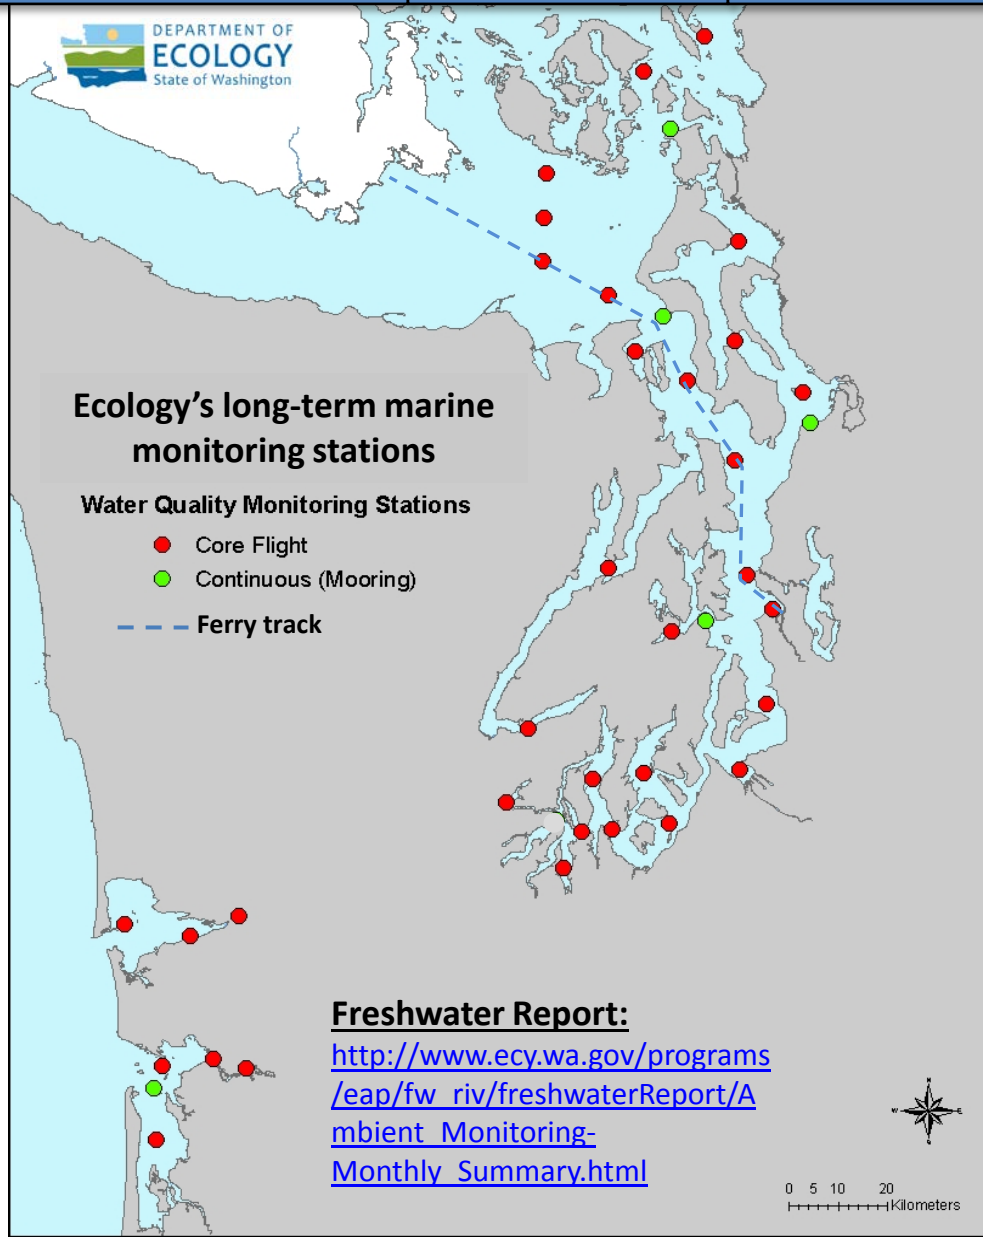 DEPARTMENT OF
ECOLOGY
State of Washington
Ecology’s long-term marine
monitoring stations
Water Quality Monitoring Stations
Core Flight
Continuous (Mooring)
Ferry track
Freshwater Report:
http://www.ecy.wa.gov/programs
/eap/fw_riv/freshwaterReport/A
mbient_Monitoring-
Monthly_Summary.html
N
W E
S
0 5 10 20
Kilometers